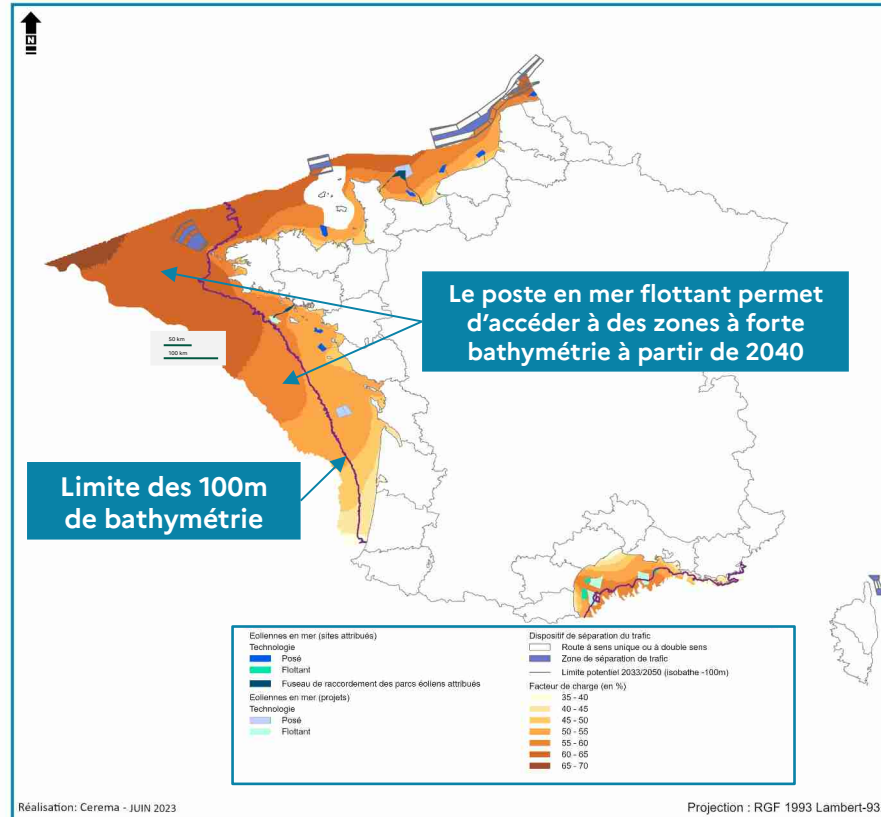 N
Le poste en mer flottant permet
d’accéder à des zones à forte
bathymétrie à partir de 2040
50 km
100 km
Limite des 100m
de bathymétrie
Eoliennes en mer (sites attribués)
Technologie
Posé
Flottant
Fuseau de raccordement des parcs éoliens attribués
Eoliennes en mer (projets)
Technologie
Posé
Flottant
Dispositif de séparation du trafic
Route à sens unique ou à double sens
Zone de séparation de trafic
Limite potentiel 2033/2050 (isobathe -100m)
Facteur de charge (en %)
35 - 40
40 - 45
45 - 50
50 - 55
55 - 60
60 - 65
65 - 70
Réalisation: Cerema - JUIN 2023
Projection : RGF 1993 Lambert-93